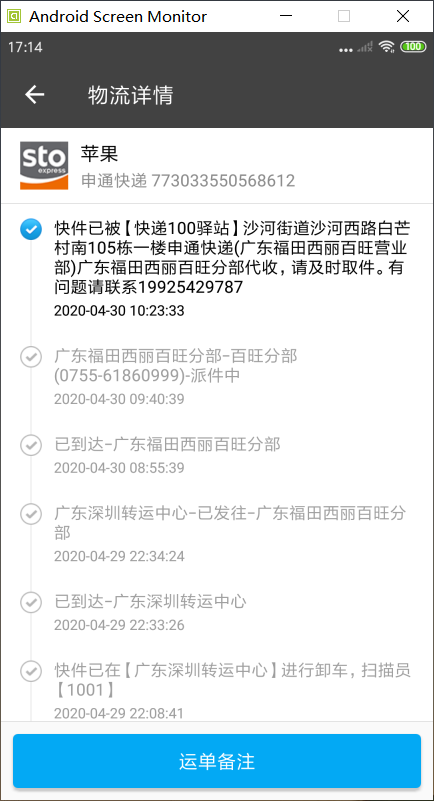 Android Screen Monitor
17:14
100
物流详情
sto
express
苹果
申通快递 773033550568612
快件已被【快递100驿站】沙河街道沙河西路白芒
村南105栋一楼申通快递(广东福田西丽百旺营业
部)广东福田西丽百旺分部代收，请及时取件。有
问题请联系19925429787
2020-04-30 10:23:33
广东福田西丽百旺分部-百旺分部
(0755-61860999)-派件中
2020-04-30 09:40:39
已到达-广东福田西丽百旺分部
2020-04-30 08:55:39
广东深圳转运中心-已发往-广东福田西丽百旺分
部
2020-04-29 22:34:24
已到达-广东深圳转运中心
2020-04-29 22:33:26
快件已在【广东深圳转运中心】进行卸车，扫描员
【1001】
2020-04-29 22:08:41
运单备注